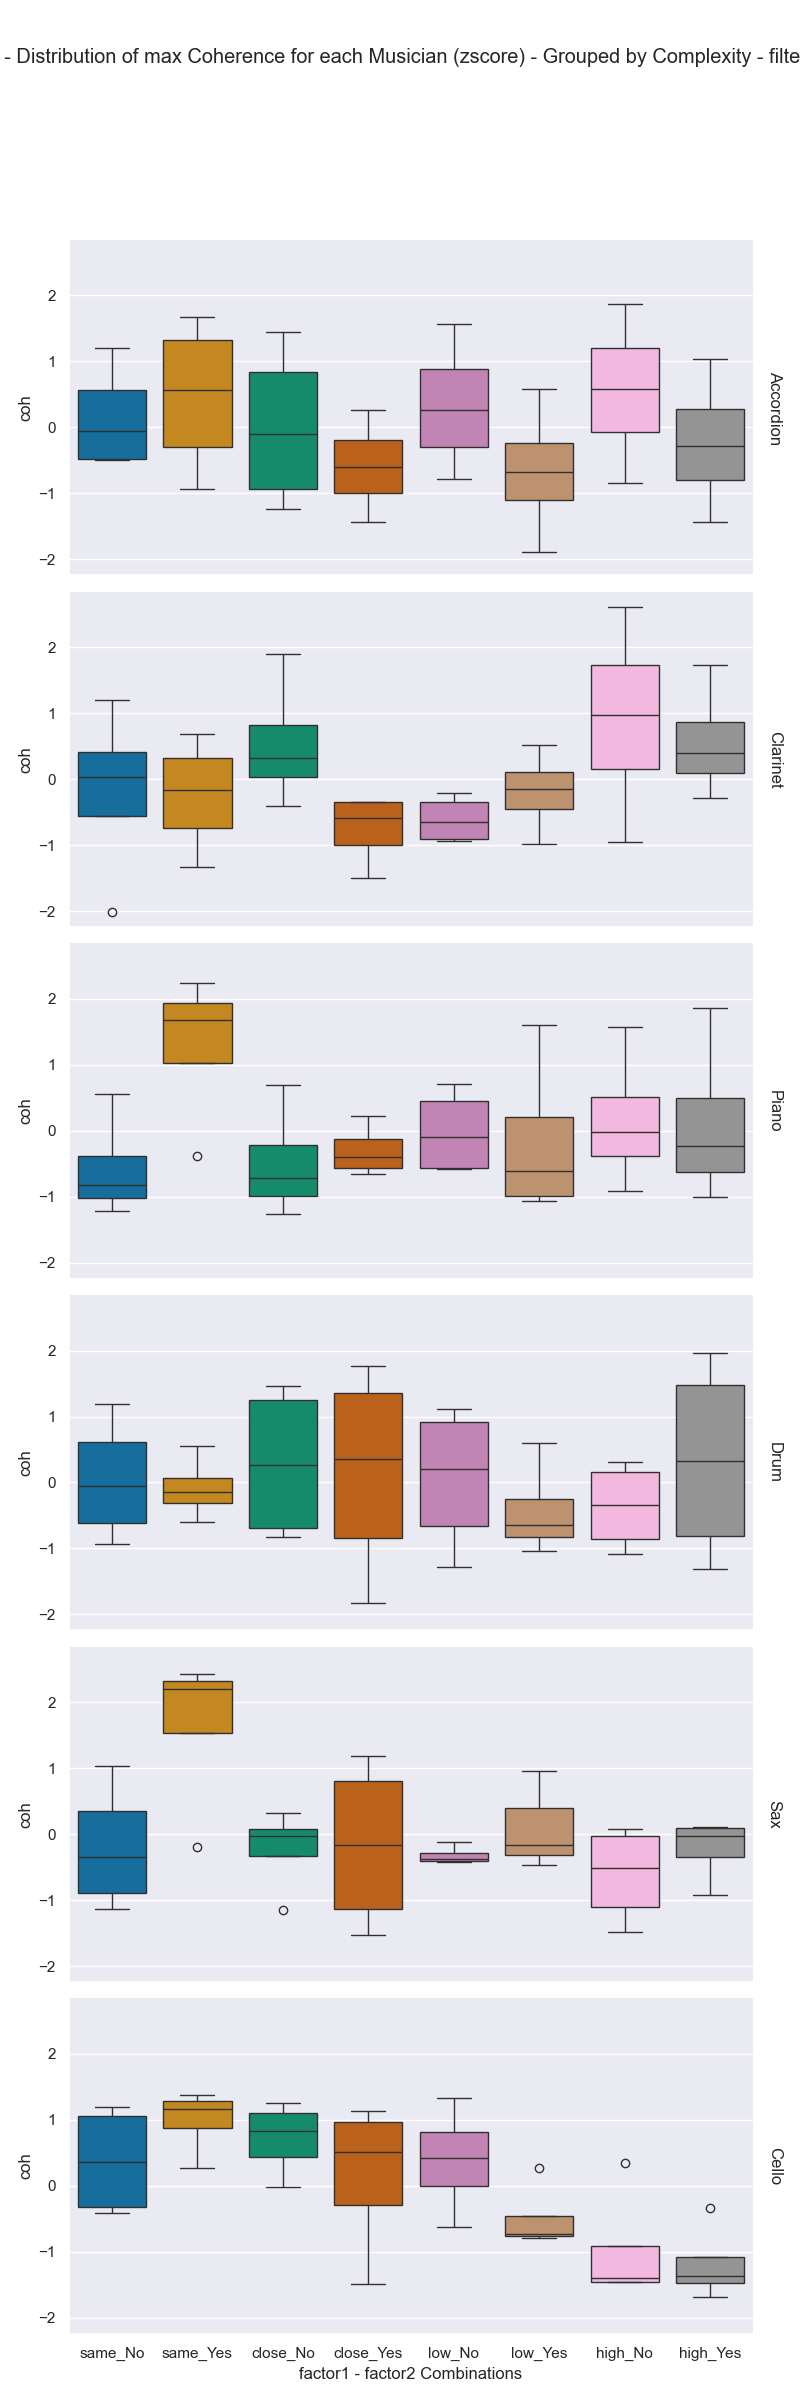 - Distribution of max Coherence for each Musician (zscore) - Grouped by Complexity - filte
2
1
0
−1
−2
coh
Accordion
2
1
0
−1
−2
coh
Clarinet
2
1
0
−1
−2
coh
Piano
2
1
0
−1
−2
coh
Drum
2
1
0
−1
−2
coh
Sax
2
1
0
−1
−2
coh
Cello
same_No same_Yes close_No close_Yes low_No low_Yes high_No high_Yes
factor1 - factor2 Combinations